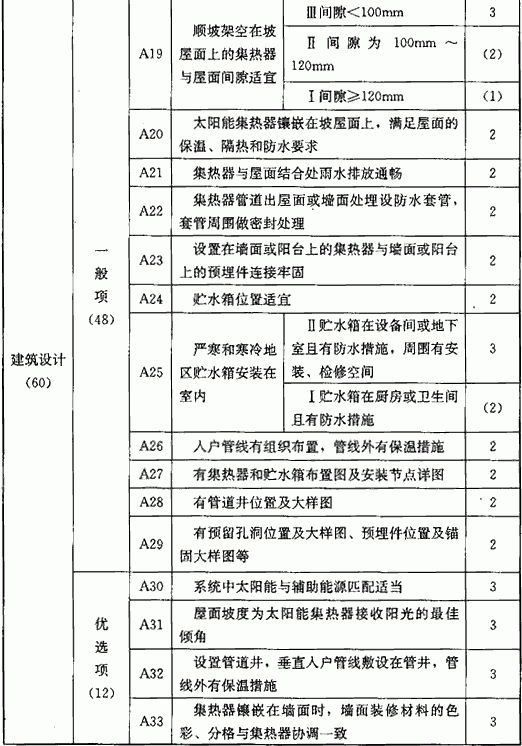 Ⅲ间隙＜100mm 3
A19 顺坡架空在坡
屋面上的集热器
与屋面间隙适宜
Ⅱ 间隙为 100mm～
120mm (2)
Ⅰ间隙≥120mm (1)
A20 太阳能集热器镶嵌在坡屋面上，满足屋面的
保温、隔热和防水要求 2
A21 集热器与屋面结合处雨水排放通畅 2
A22 集热器管道出屋面或墙面处埋设防水套管，
套管周围做密封处理 2
A23 设置在墙面或阳台上的集热器与墙面或阳台
上的预埋件连接牢固 2
A24 贮水箱位置适宜 2
一
般
项
(48)
建筑设计
(60)
A25 严寒和寒冷地
区贮水箱安装在
室内
Ⅱ贮水箱在设备间或地下
室且有防水措施，周围有安
装、检修空间 3
Ⅰ贮水箱在厨房或卫生间
且有防水措施 (2)
A26 入户管线有组织布置，管线外有保温措施 2
A27 有集热器和贮水箱布置图及安装节点详图 2
A28 有管道井位置及大样图 2
A29 有预留孔洞位置及大样图、预埋件位置及锚
固大样图等 2
优
选
项
(12)
A30 系统中太阳能与辅助能源匹配适当 3
A31 屋面坡度为太阳能集热器接收阳光的最佳
倾角 3
A32 设置管道井，垂直入户管线敷设在管井，管
线外有保温措施 3
A33 集热器镶嵌在墙面时，墙面装修材料的色
彩、分格与集热器协调一致 3